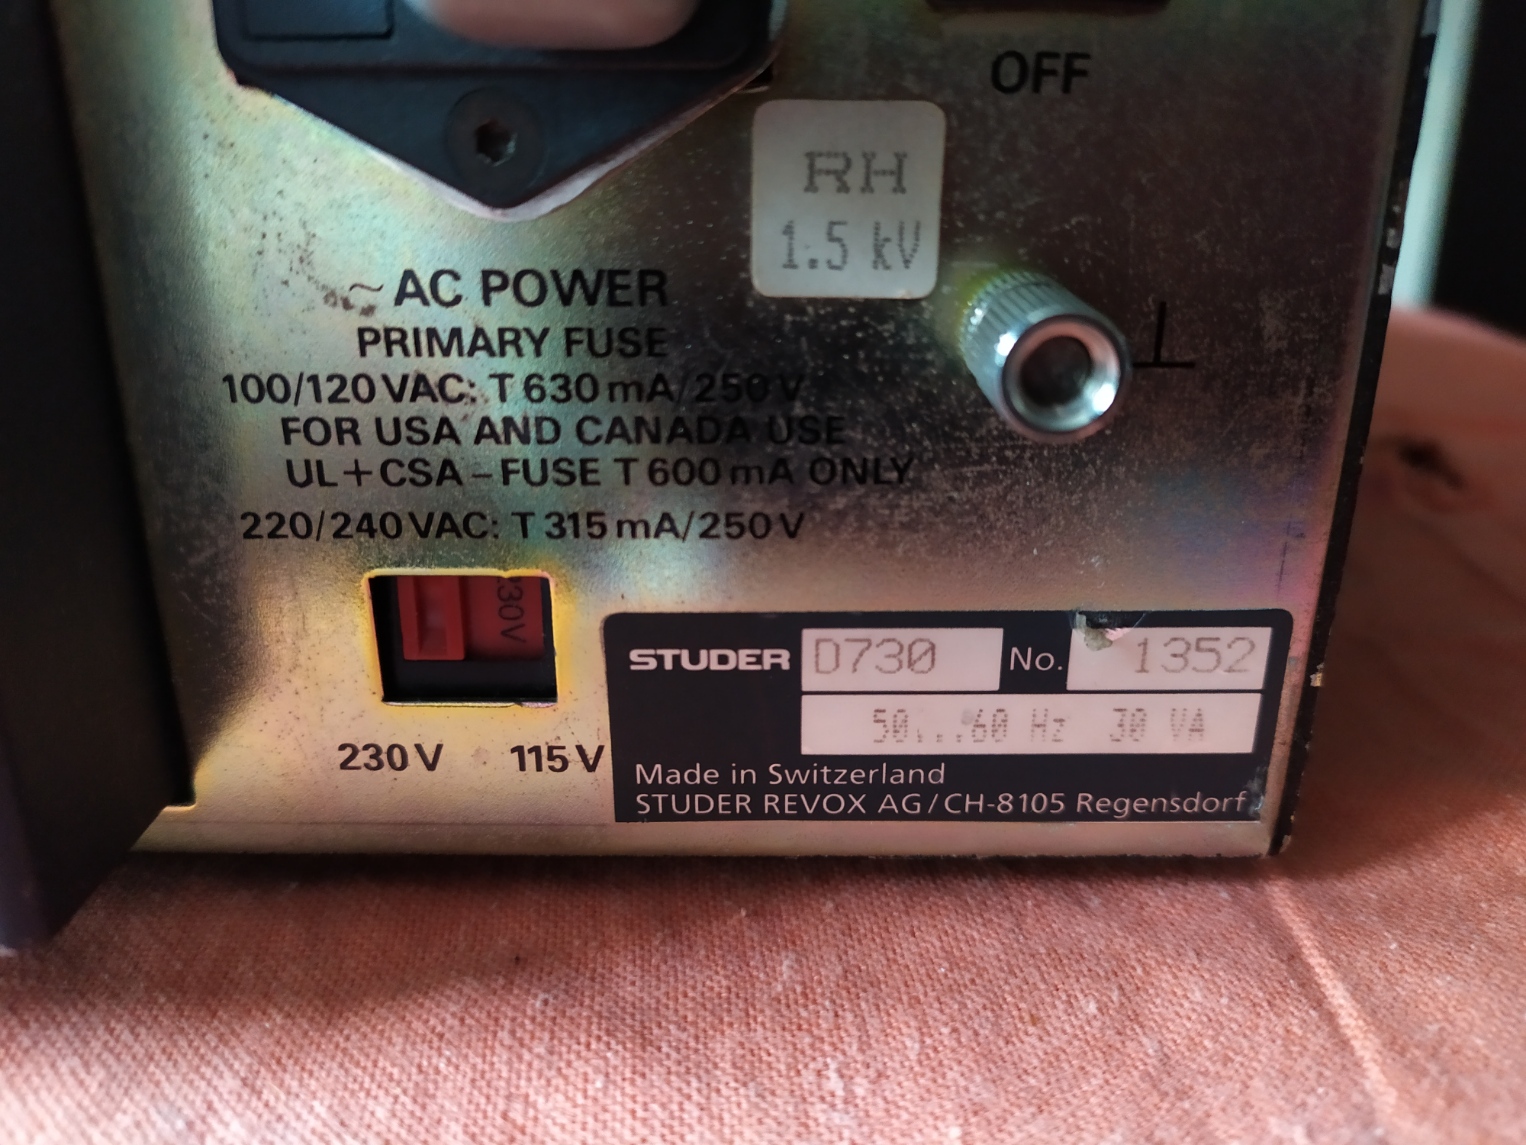 OFF
RH
1.5 kV
~ AC POWER
PRIMARY FUSE
100/120 VAC: T 630 mA/250 V
FOR USA AND CANADA USE
UL+CSA – FUSE T 600 mA ONLY
220/240 VAC: T 315 mA/250 V
230V
230 V 115 V
STUDER D730 No. 1352
50...60 Hz 30 VA
Made in Switzerland
STUDER REVOX AG/CH-8105 Regensdorf